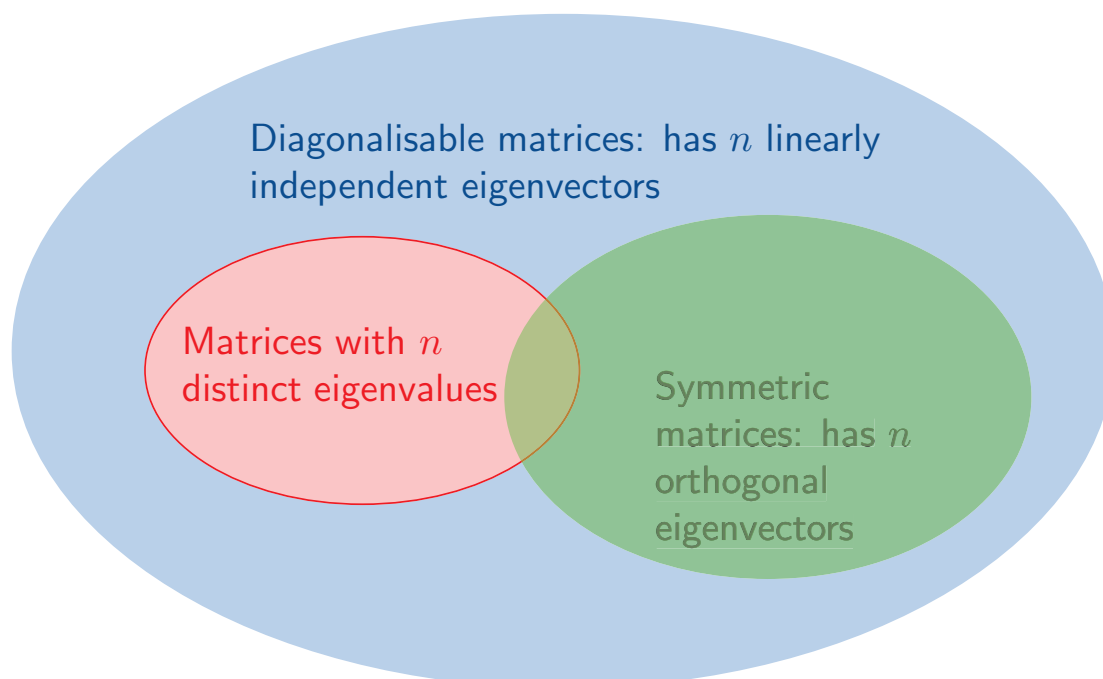 Diagonalisable matrices: has n linearly
independent eigenvectors
Matrices with n
distinct eigenvalues
Symmetric
matrices: has n
orthogonal
eigenvectors